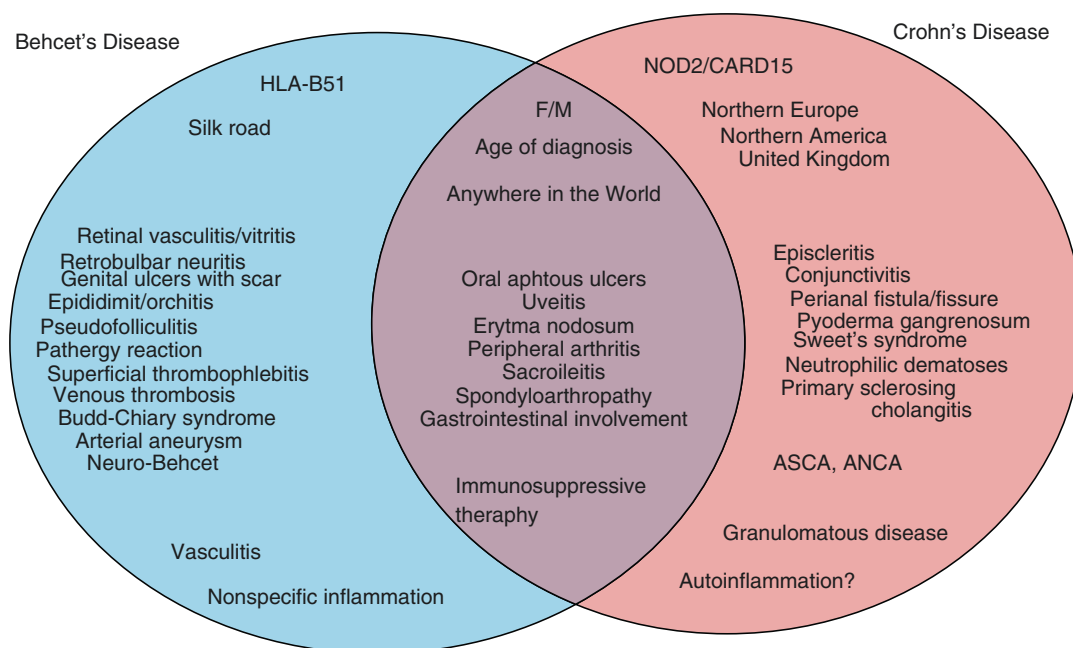 Behcet's Disease
Crohn's Disease
HLA-B51
Silk road
Retinal vasculitis/vitritis
Retrobulbar neuritis
Genital ulcers with scar
Epididimit/orchitis
Pseudofolliculitis
Pathergy reaction
Superficial thrombophlebitis
Venous thrombosis
Budd-Chiary syndrome
Arterial aneurysm
Neuro-Behcet
Vasculitis
Nonspecific inflammation
F/M
Age of diagnosis
Anywhere in the World
Oral aphtous ulcers
Uveitis
Erytma nodosum
Peripheral arthritis
Sacroileitis
Spondyloarthropathy
Gastrointestinal involvement
Immunosuppressive
theraphy
NOD2/CARD15
Northern Europe
Northern America
United Kingdom
Episcleritis
Conjunctivitis
Perianal fistula/fissure
Pyoderma gangrenosum
Sweet's syndrome
Neutrophilic dematoses
Primary sclerosing
cholangitis
ASCA, ANCA
Granulomatous disease
Autoinflammation?